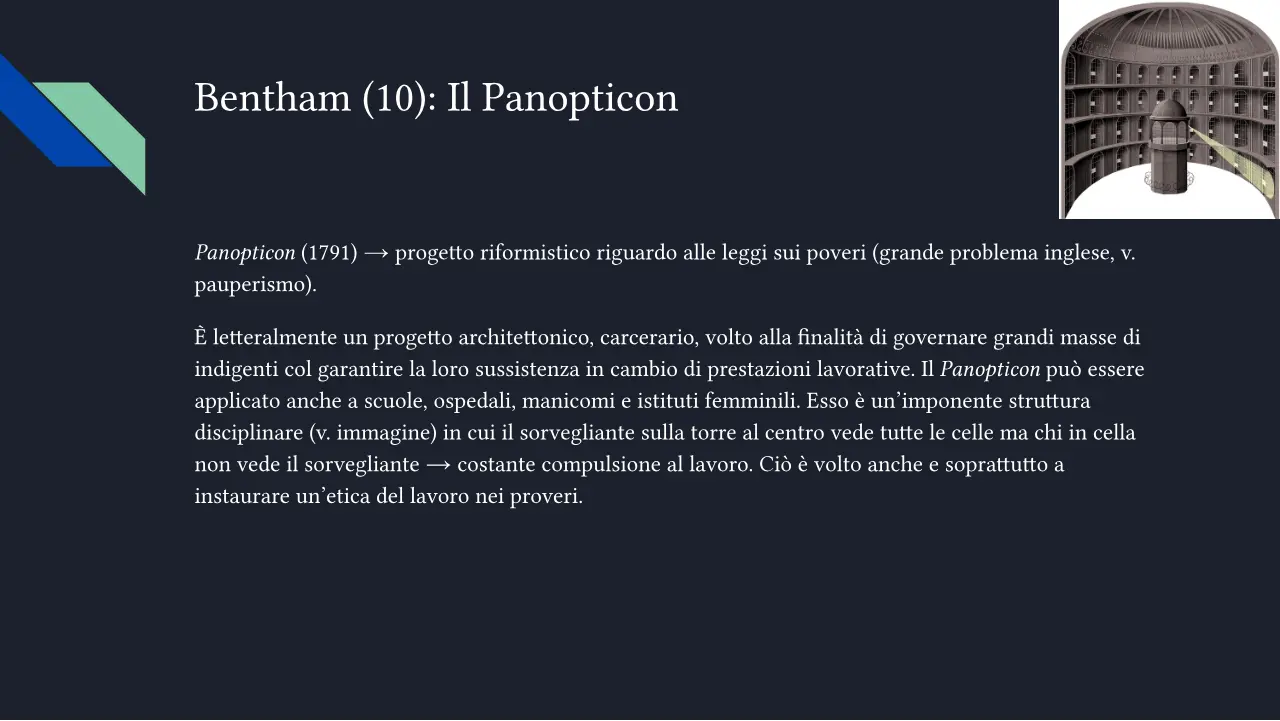 Bentham (10): Il Panopticon
Panopticon (1791) → progetto riformistico riguardo alle leggi sui poveri (grande problema inglese, v.
pauperismo).
È letteralmente un progetto architettonico, carcerario, volto alla finalità di governare grandi masse di
indigenti col garantire la loro sussistenza in cambio di prestazioni lavorative. Il Panopticon può essere
applicato anche a scuole, ospedali, manicomi e istituti femminili. Esso è un’imponente struttura
disciplinare (v. immagine) in cui il sorvegliante sulla torre al centro vede tutte le celle ma chi in cella
non vede il sorvegliante → costante compulsione al lavoro. Ciò è volto anche e soprattutto a
instaurare un’etica del lavoro nei proveri.